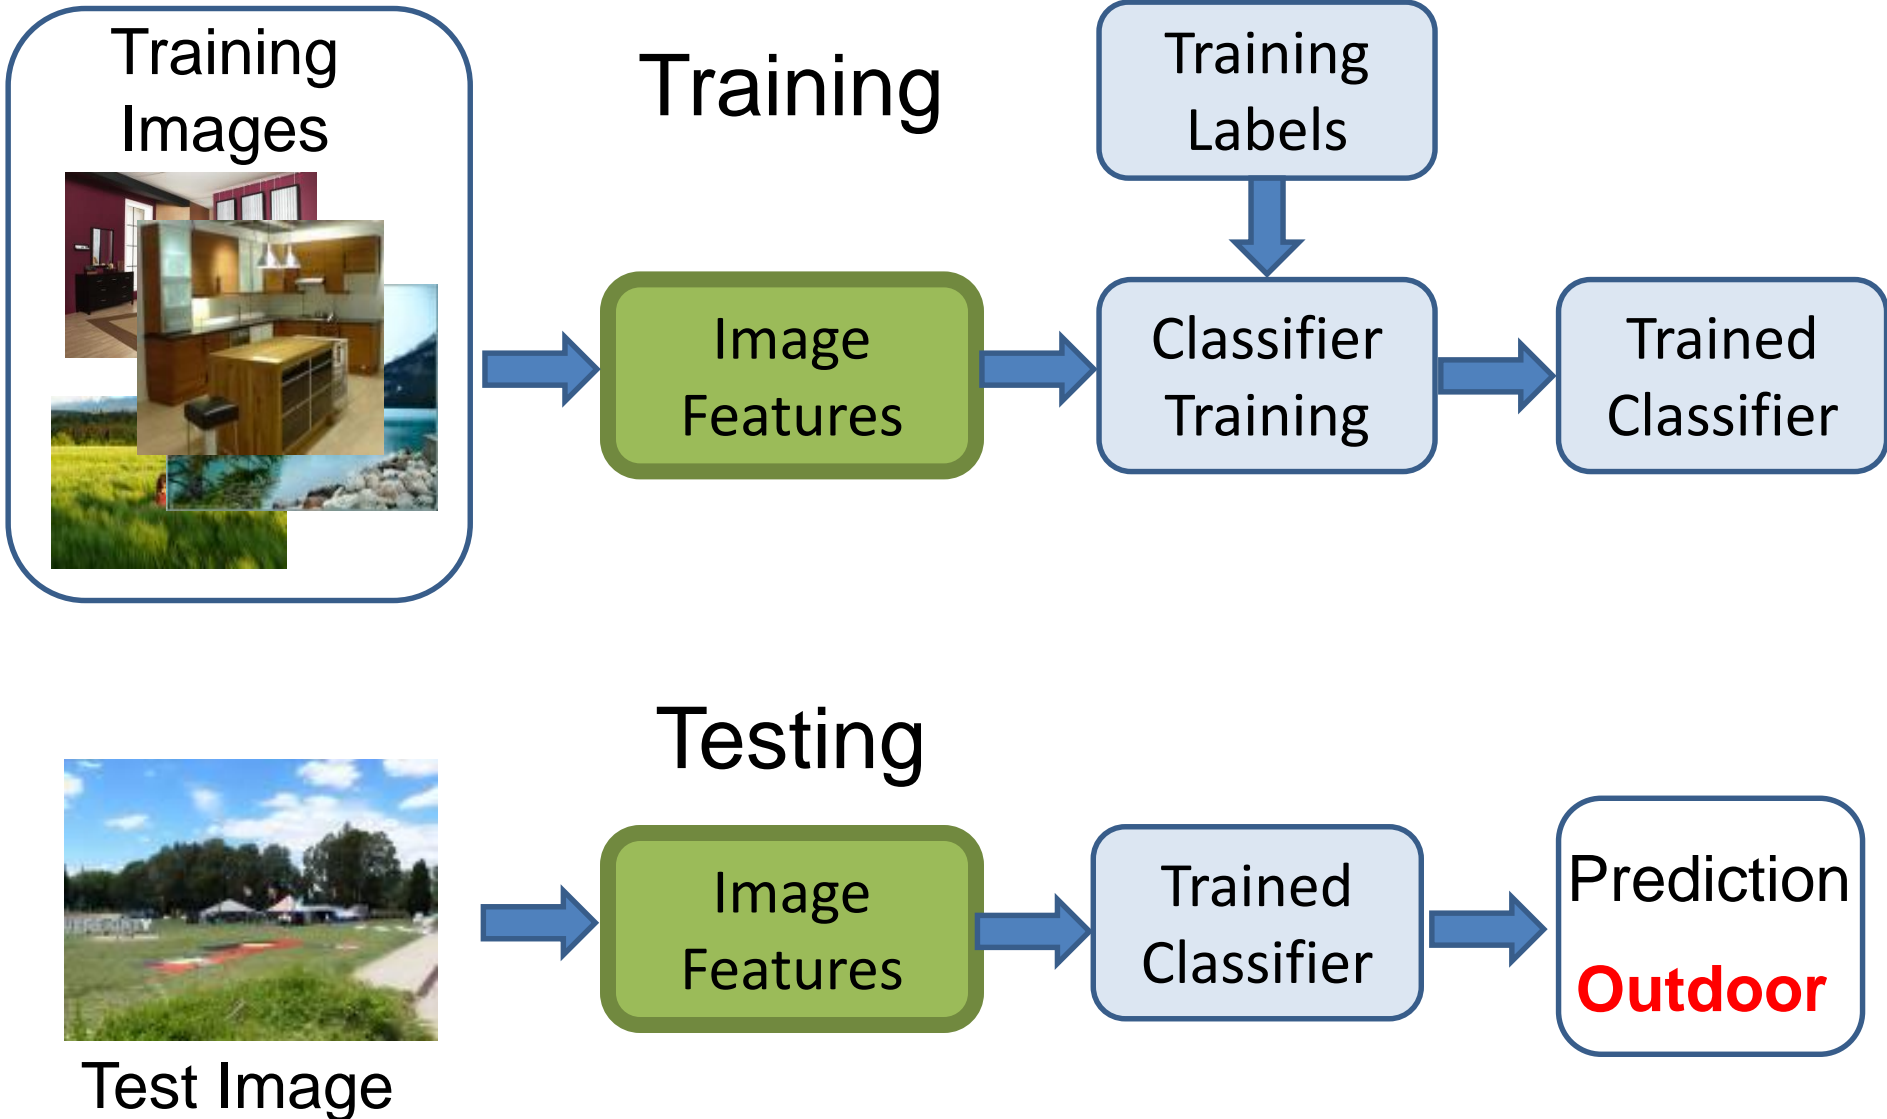 Training
Images
Training
Training
Labels
Image
Features
Classifier
Training
Trained
Classifier
Testing
Image
Features
Trained
Classifier
Prediction
Outdoor
Test Image